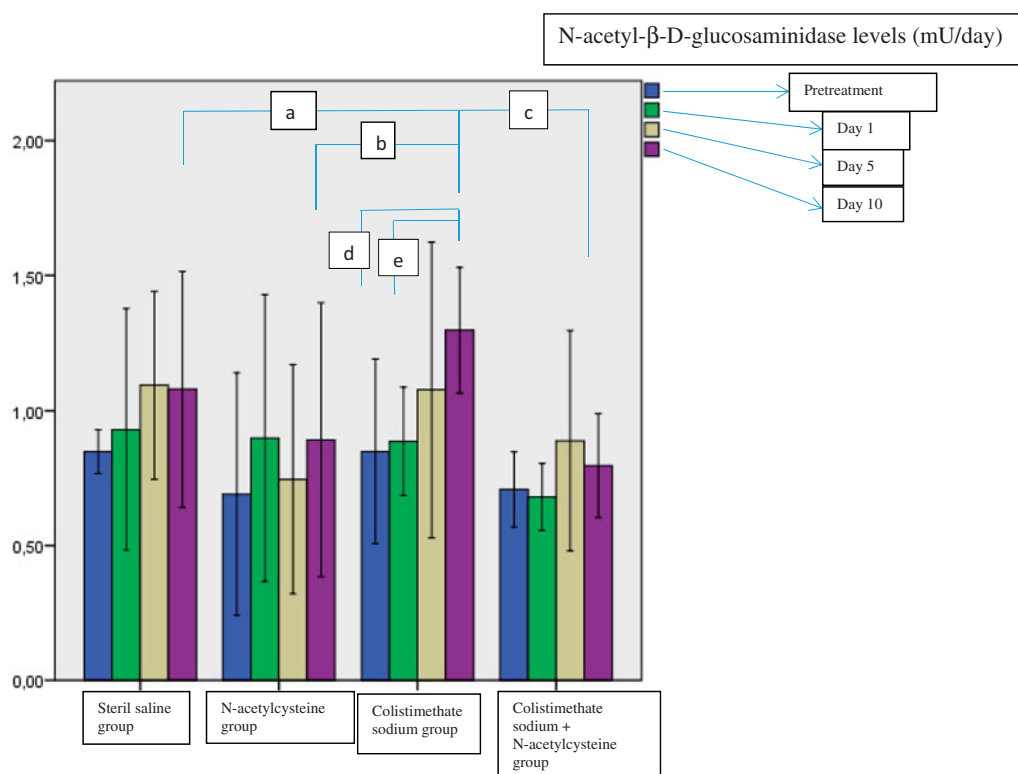 N-acetyl-β-D-glucosaminidase levels (mU/day)
Pretreatment
Day 1
Day 5
Day 10
a
b
c
d
e
2,00
1,50
1,00
0,50
0,00
Steril saline
group
N-acetylcysteine
group
Colistimethate
sodium group
Colistimethate
sodium +
N-acetylcysteine
group